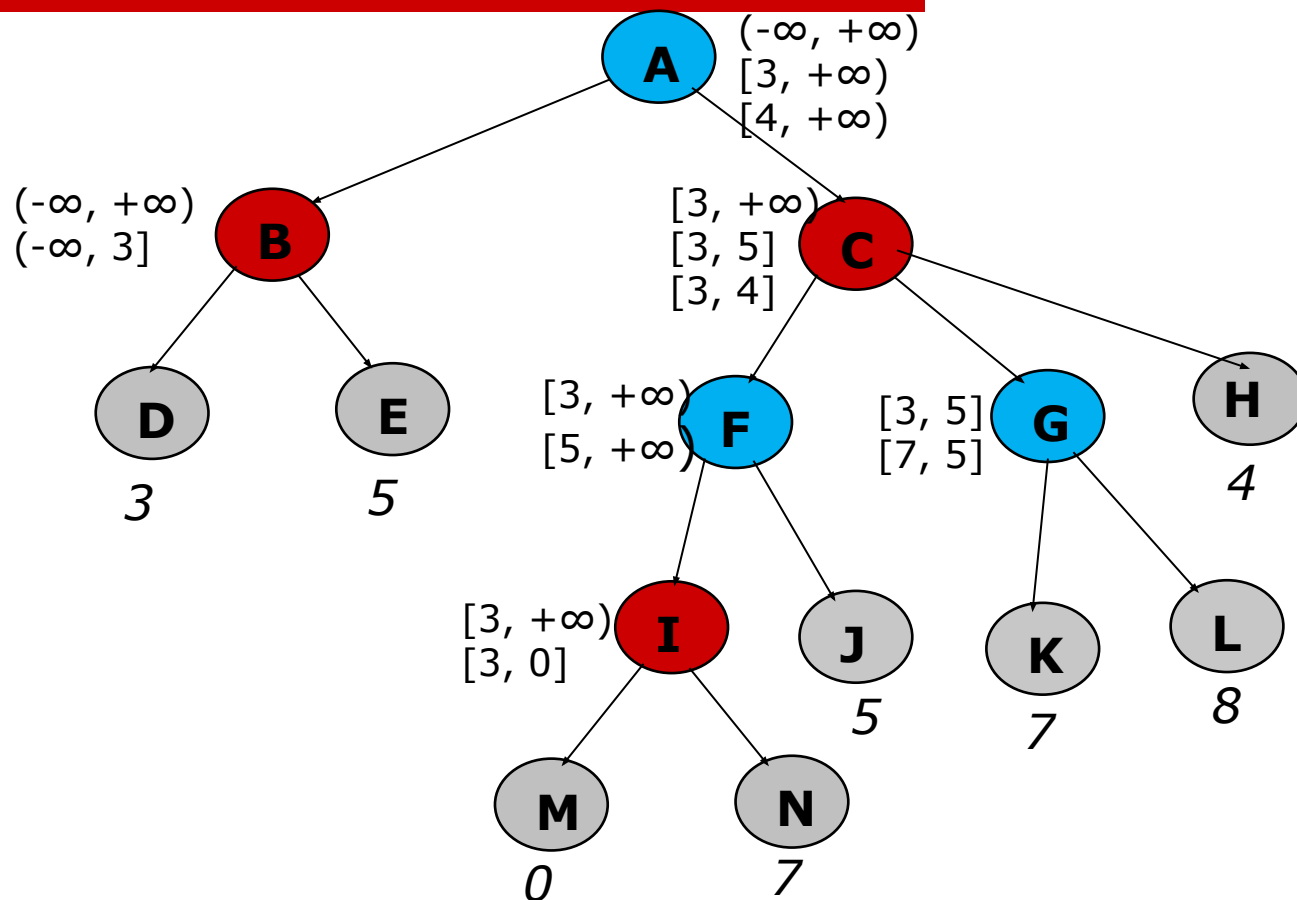 A
(-∞, +∞)
[3, +∞)
[4, +∞)
(-∞, +∞)
(-∞, 3]
B
[3, +∞)
[3, 5]
[3, 4]
C
D
E
3
5
[3, +∞)
[5, +∞)
F
[3, 5]
[7, 5]
G
H
4
[3, +∞)
[3, 0]
I
J
5
K
7
L
8
M
0
N
7